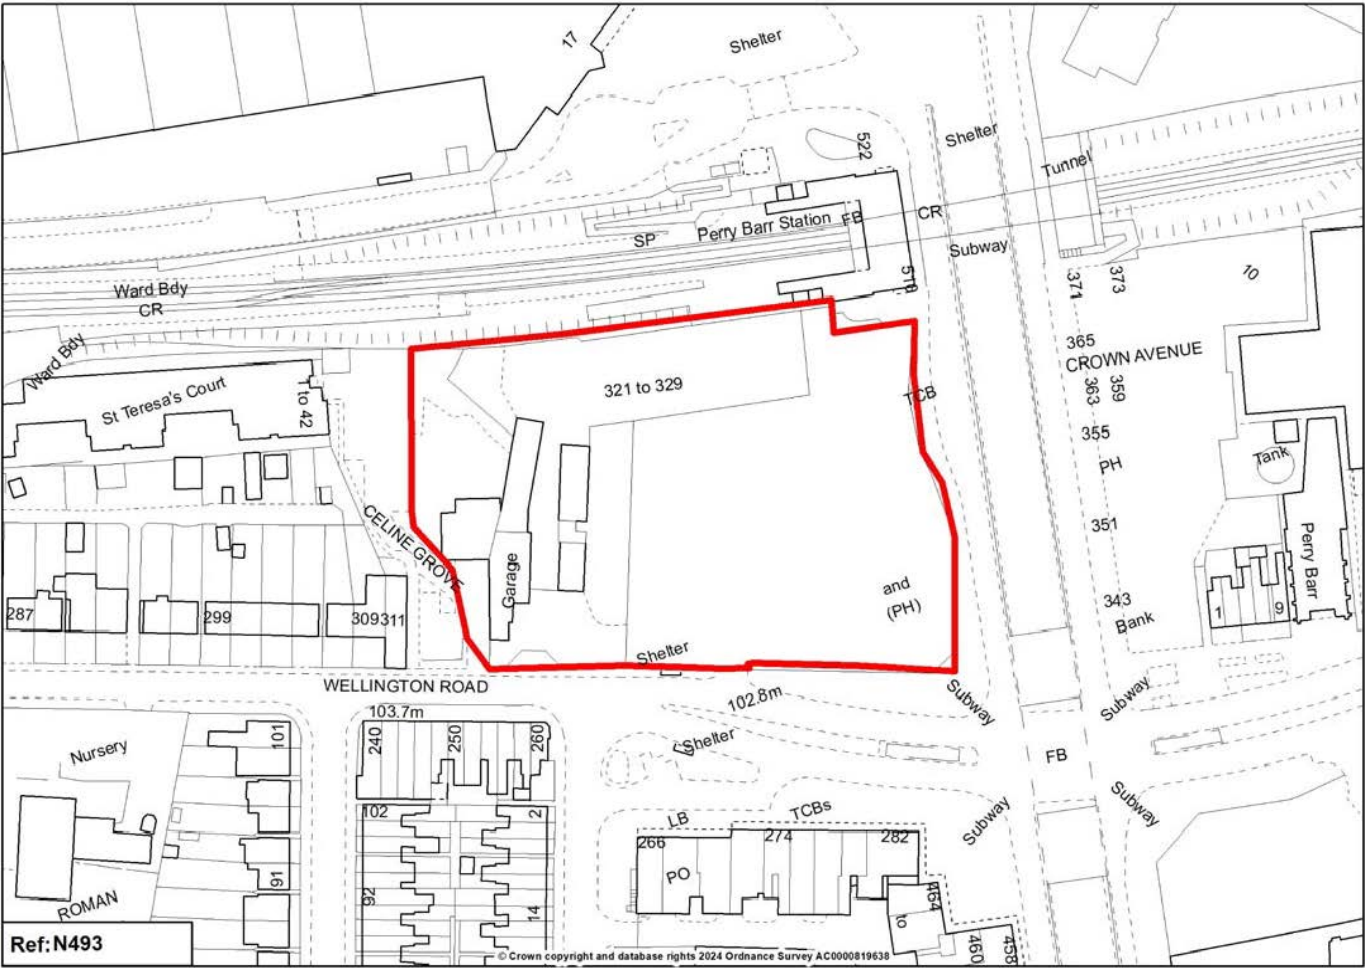 17
Shelter
522
Shelter
Tunnel
CR
SP
Perry Barr Station
FB
Subway
Ward Bdy
CR
371
373
10
Ward Bdy
365
CROWN AVENUE
363
359
St Teresa's Court
1 to 42
321 to 329
TCB
355
PH
Tank
351
CELINE GROVE
Garage
and
(PH)
Perry Barr
343
Bank
1
9
287
299
309
311
Shelter
WELLINGTON ROAD
102.8m
Subway
Subway
103.7m
Nursery
101
240
250
260
Shelter
FB
Subway
102
2
LB
TCBs
Subway
266
274
282
PO
91
92
14
ROMAN
464
to
460
458
Ref:N493
© Crown copyright and database rights 2024 Ordnance Survey AC0000819638